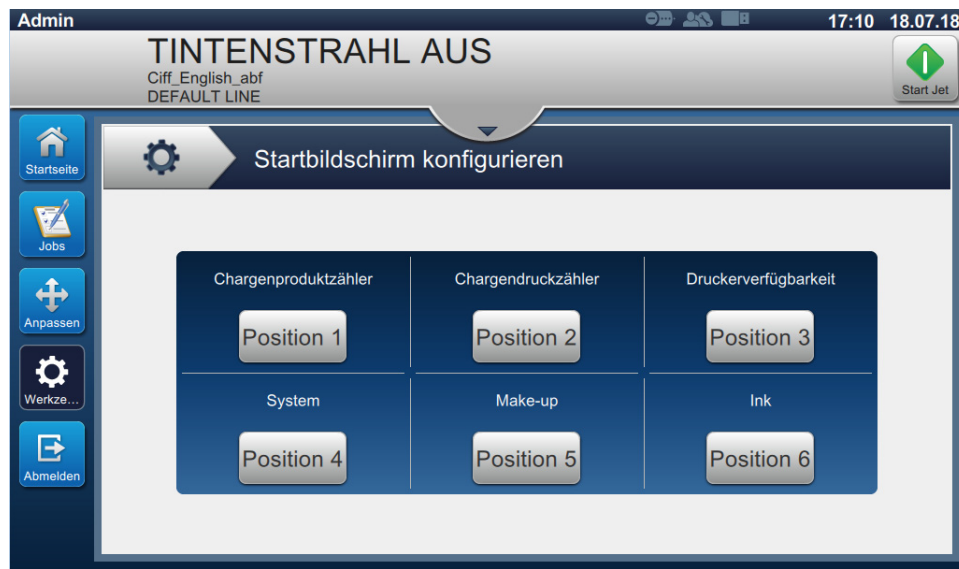 Admin 17:10 18.07.18
TINTENSTRAHL AUS
Ciff_English_abf
DEFAULT LINE
Start Jet
Startbildschirm konfigurieren
Startseite
Jobs
Anpassen
Werkze...
Abmelden
Chargenproduktzähler Chargendruckzähler Druckerverfügbarkeit
Position 1 Position 2 Position 3
System Make-up Ink
Position 4 Position 5 Position 6